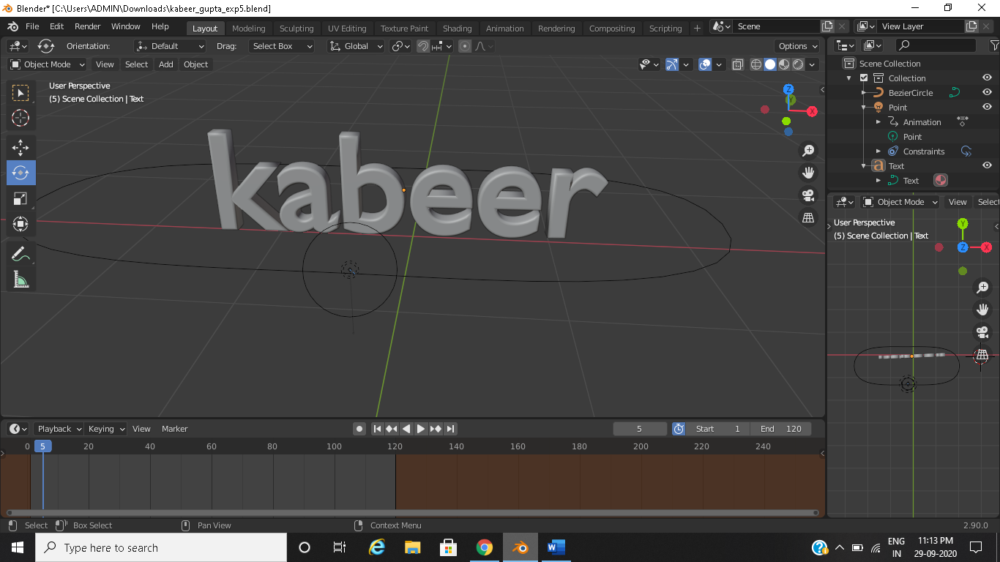 Blender* [C:\Users\ADMIN\Downloads\kabeer_gupta_exp5.blend]
File Edit Render Window Help Layout Modeling Sculpting UV Editing Texture Paint Shading Animation Rendering Compositing Scripting + Scene View Layer
Orientation: Default Drag: Select Box Global Options
Object Mode View Select Add Object
Scene Collection
Collection
BezierCircle
Point
Animation
Point
Constraints
Text
Text
User Perspective
(5) Scene Collection | Text
Z
Y
X
kabeer
Object Mode View Select
User Perspective
(5) Scene Collection | Text
Y
Z
X
Playback Keying View Marker 5 Start 1 End 120
0 5 20 40 60 80 100 120 140 160 180 200 220 240
Select Box Select Pan View Context Menu 2.90.0
Type here to search
ENG
IN
11:13 PM
29-09-2020